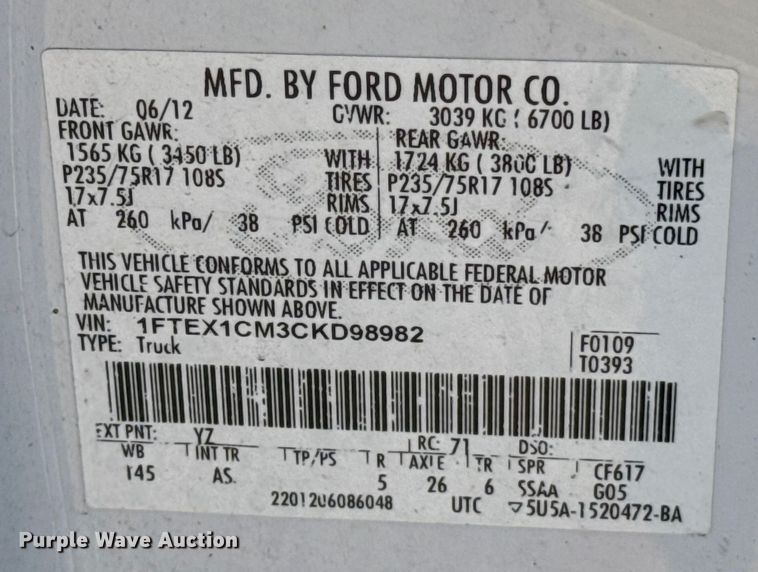 MFD. BY FORD MOTOR CO.
DATE: 06/12 GVWR: 3039 KG ( 6700 LB)
FRONT GAWR: REAR GAWR:
1565 KG ( 3450 LB) WITH 1724 KG ( 3800 LB) WITH
P235/75R17 108S TIRES P235/75R17 108S TIRES
17x7.5J RIMS 17x7.5J RIMS
AT 260 kPa/ 38 PSI COLD AT 260 kPa/ 38 PSI COLD
THIS VEHICLE CONFORMS TO ALL APPLICABLE FEDERAL MOTOR
VEHICLE SAFETY STANDARDS IN EFFECT ON THE DATE OF
MANUFACTURE SHOWN ABOVE.
VIN: 1FTEX1CM3CKD98982 F0109
TYPE: Truck T0393
EXT PNT: YZ RC: 71 DSO:
WB INT TR TP/PS R AXLE TR SPR CF617
145 AS. 5 26 6 SSAA G05
2201206086048 UTC 5U5A-1520472-BA
Purple Wave Auction